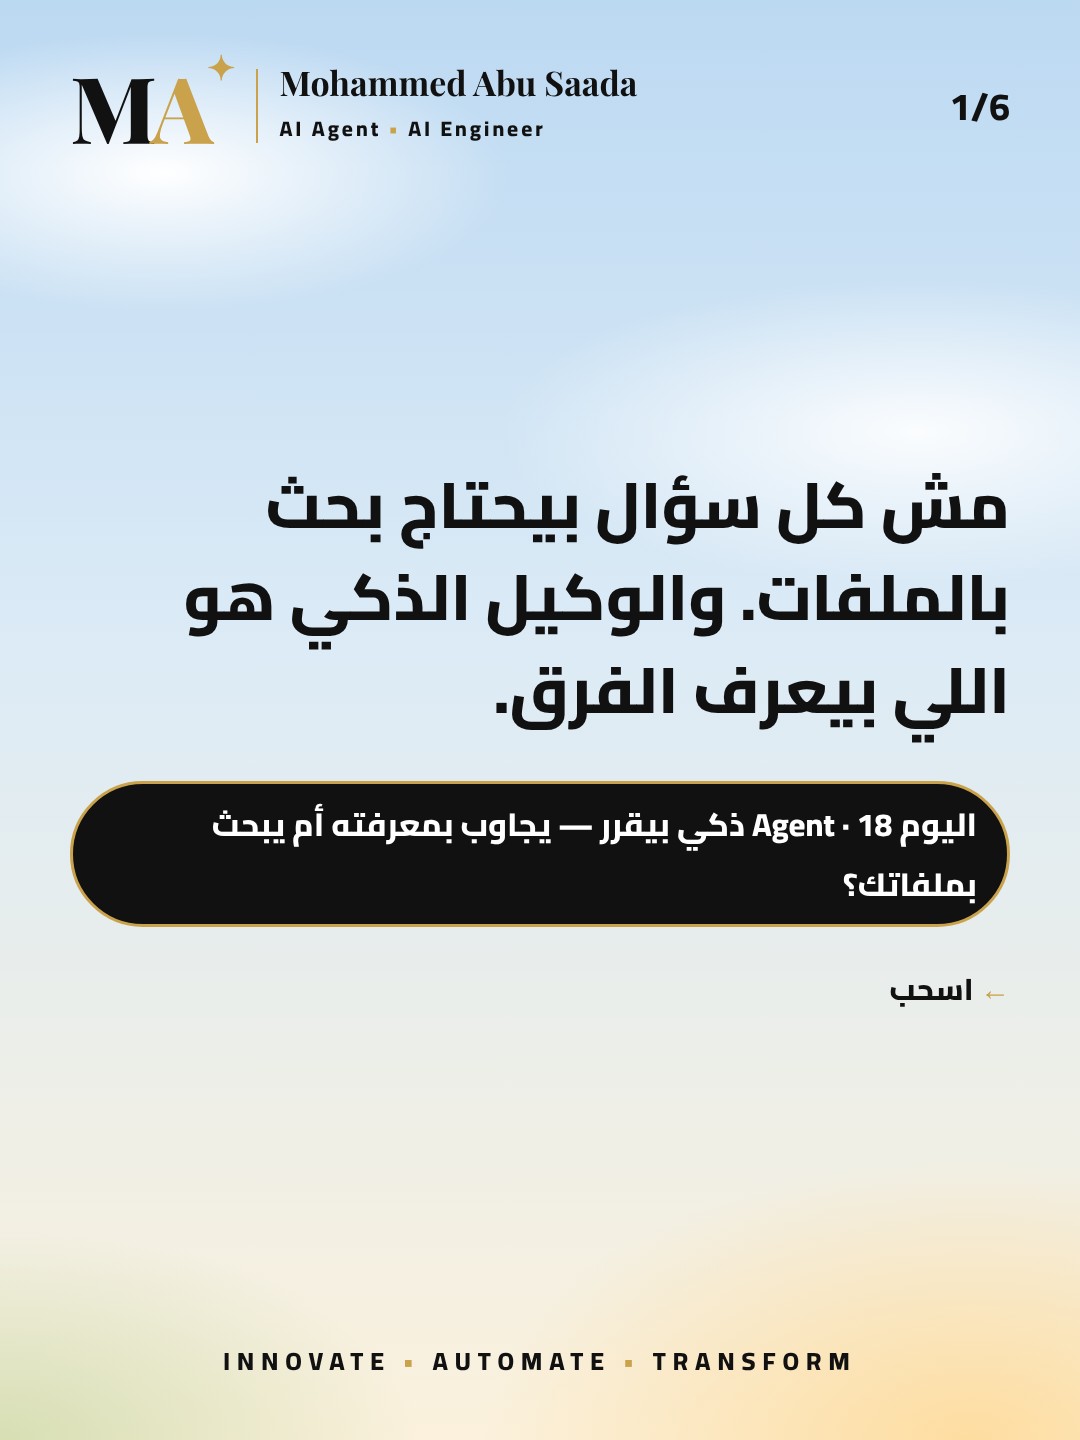 MA
Mohammed Abu Saada
AI Agent ▪ AI Engineer
1/6
مش كل سؤال بيحتاج بحث
بالملفات. والوكيل الذكي هو
اللي بيعرف الفرق.
اليوم 18 · Agent ذكي بيقرر — يجاوب بمعرفته أم يبحث
بملفاتك؟
← اسحب
INNOVATE ▪ AUTOMATE ▪ TRANSFORM